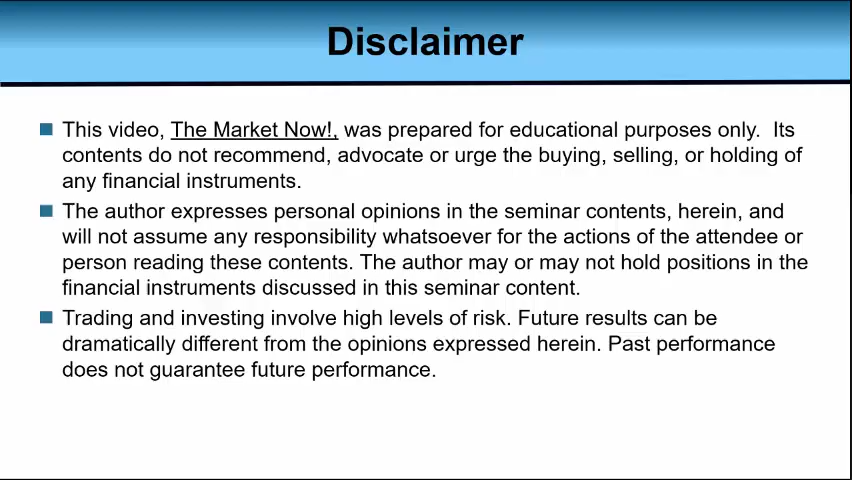 Disclaimer
This video, The Market Now!, was prepared for educational purposes only.  Its
contents do not recommend, advocate or urge the buying, selling, or holding of
any financial instruments.
The author expresses personal opinions in the seminar contents, herein, and
will not assume any responsibility whatsoever for the actions of the attendee or
person reading these contents. The author may or may not hold positions in the
financial instruments discussed in this seminar content.
Trading and investing involve high levels of risk. Future results can be
dramatically different from the opinions expressed herein. Past performance
does not guarantee future performance.